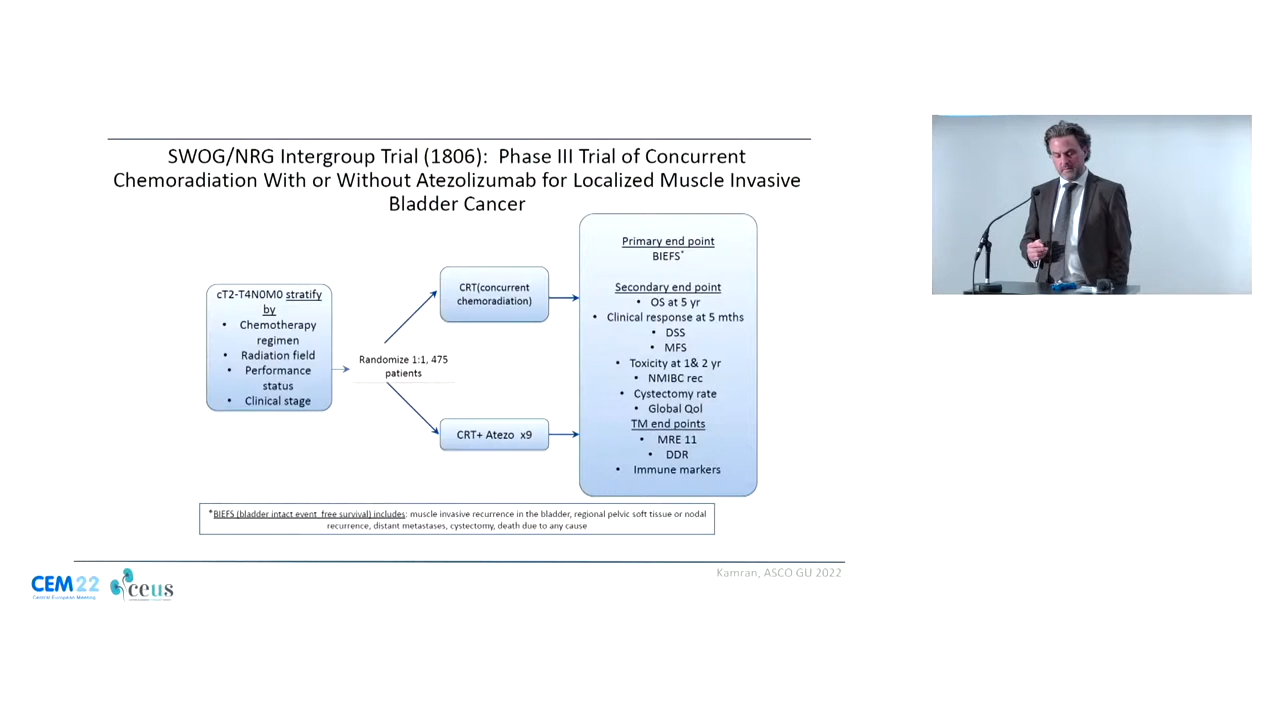 SWOG/NRG Intergroup Trial (1806): Phase III Trial of Concurrent
Chemoradiation With or Without Atezolizumab for Localized Muscle Invasive
Bladder Cancer
cT2-T4N0M0 stratify
by
• Chemotherapy
regimen
• Radiation field
• Performance
status
• Clinical stage
Randomize 1:1, 475
patients
CRT(concurrent
chemoradiation)
CRT+ Atezo x9
Primary end point
BIEFS*
Secondary end point
• OS at 5 yr
• Clinical response at 5 mths
• DSS
• MFS
• Toxicity at 1& 2 yr
• NMIBC rec
• Cystectomy rate
• Global Qol
TM end points
• MRE 11
• DDR
• Immune markers
*BIEFS (bladder intact event free survival) includes: muscle invasive recurrence in the bladder, regional pelvic soft tissue or nodal
recurrence, distant metastases, cystectomy, death due to any cause
Kamran, ASCO GU 2022
CEM22
Central European Meeting
ceus